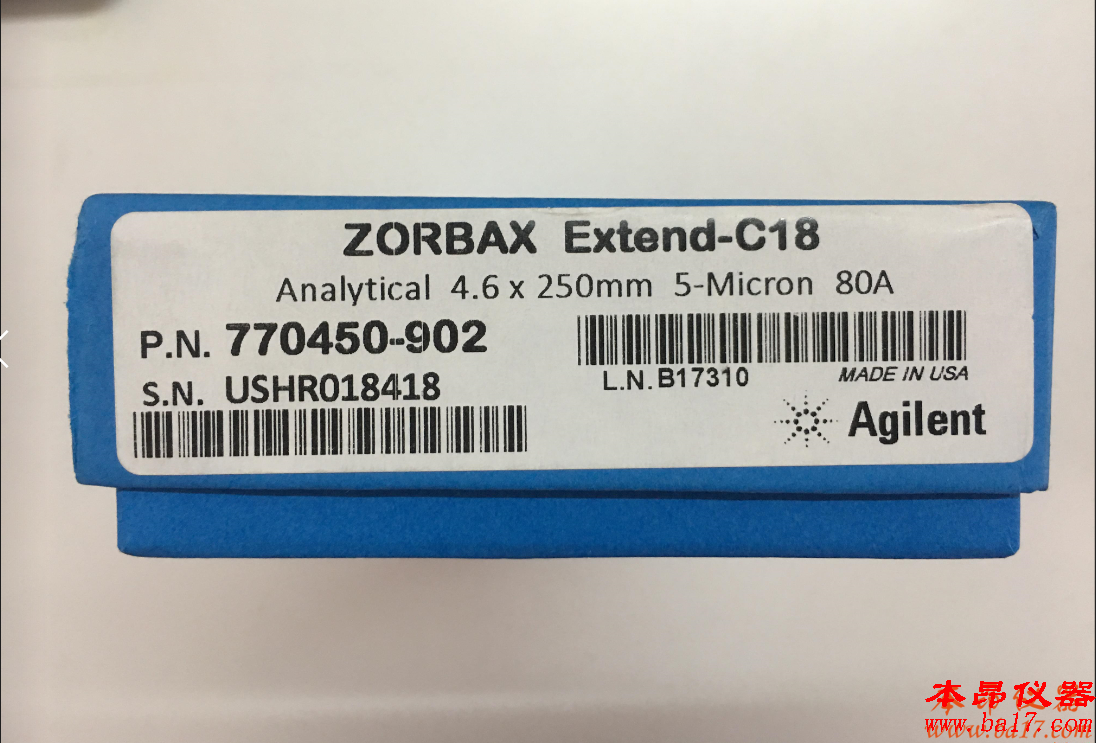 ZORBAX Extend-C18
Analytical 4.6 x 250mm 5-Micron 80A
P.N. 770450-902
S.N. USHR018418
L.N. B17310
MADE IN USA
Agilent
本昂仪器
www.ba17.com